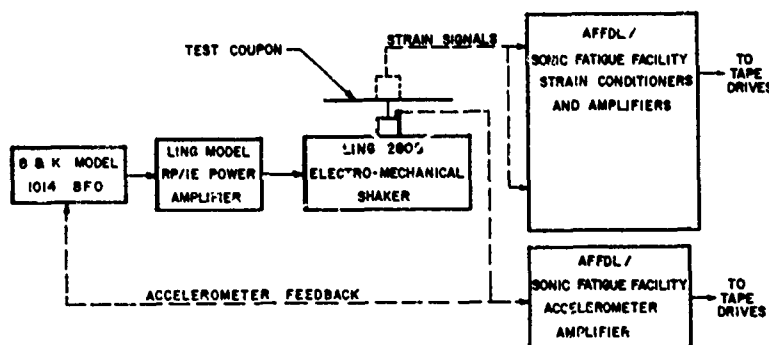 TEST COUPON
STRAIN SIGNALS
AFFDL/
SONIC FATIGUE FACILITY
STRAIN CONDITIONERS
AND AMPLIFIERS
TO
TAPE
DRIVES
B & K MODEL
1014 BFO
LING MODEL
RP/IE POWER
AMPLIFIER
LING
ELECTRO-MECHANICAL
SHAKER
ACCELEROMETER FEEDBACK
AFFDL/
SONIC FATIGUE FACILITY
ACCELEROMETER
AMPLIFIER
TO
TAPE
DRIVES